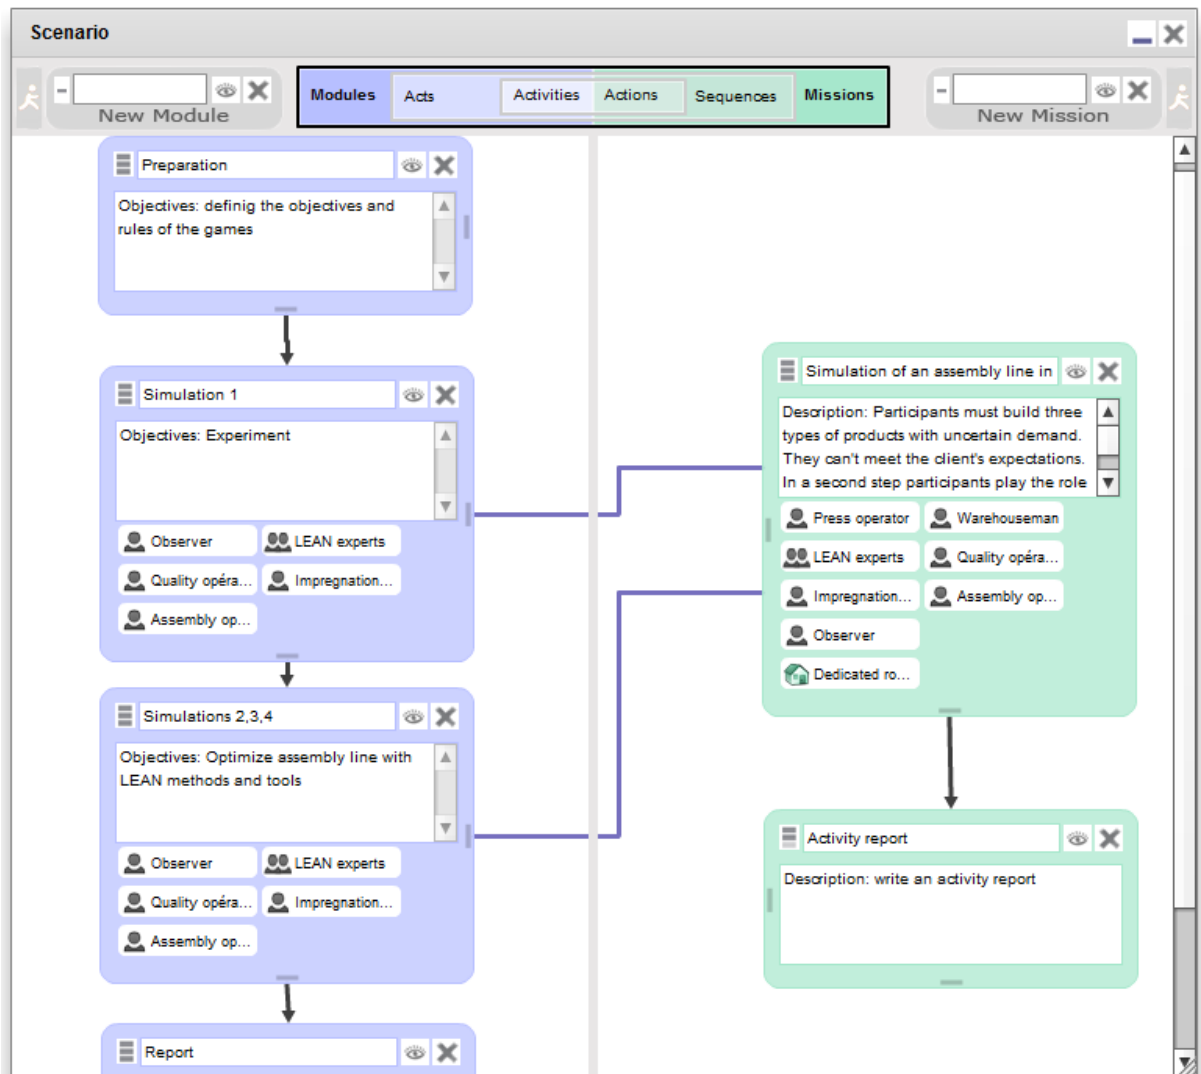 Scenario
New Module
Modules
Acts
Activities
Actions
Sequences
Missions
New Mission
Preparation
Objectives: definig the objectives and
rules of the games
Simulation 1
Objectives: Experiment
Observer
LEAN experts
Quality opéra...
Impregnation...
Assembly op...
Simulations 2,3,4
Objectives: Optimize assembly line with
LEAN methods and tools
Observer
LEAN experts
Quality opéra...
Impregnation...
Assembly op...
Report
Simulation of an assembly line in
Description: Participants must build three
types of products with uncertain demand.
They can't meet the client's expectations.
In a second step participants play the role
Press operator
Warehouseman
LEAN experts
Quality opéra...
Impregnation...
Assembly op...
Observer
Dedicated ro...
Activity report
Description: write an activity report